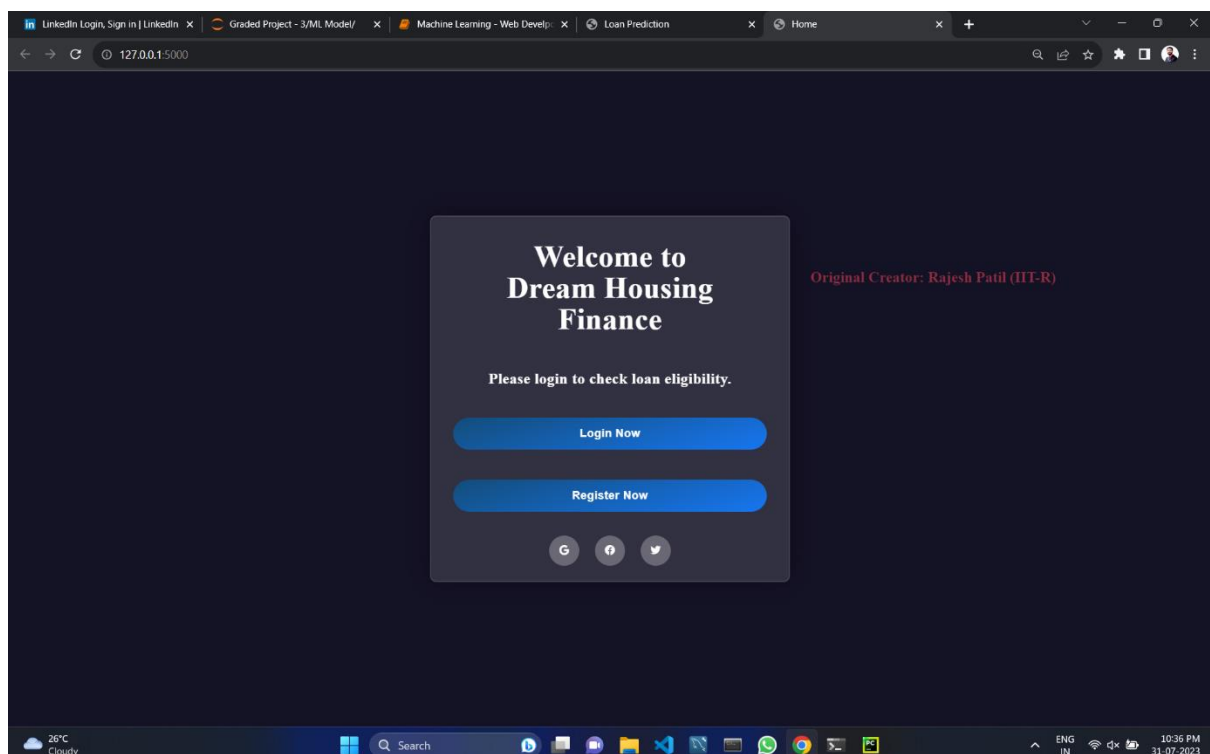 LinkedIn Login, Sign in | LinkedIn
Graded Project - 3/ML Model/
Machine Learning - Web Develpc
Loan Prediction
Home
127.0.0.1:5000
Welcome to
Dream Housing
Finance
Original Creator: Rajesh Patil (IIT-R)
Please login to check loan eligibility.
Login Now
Register Now
26°C
Cloudy
Search
ENG
IN
10:36 PM
31-07-2023